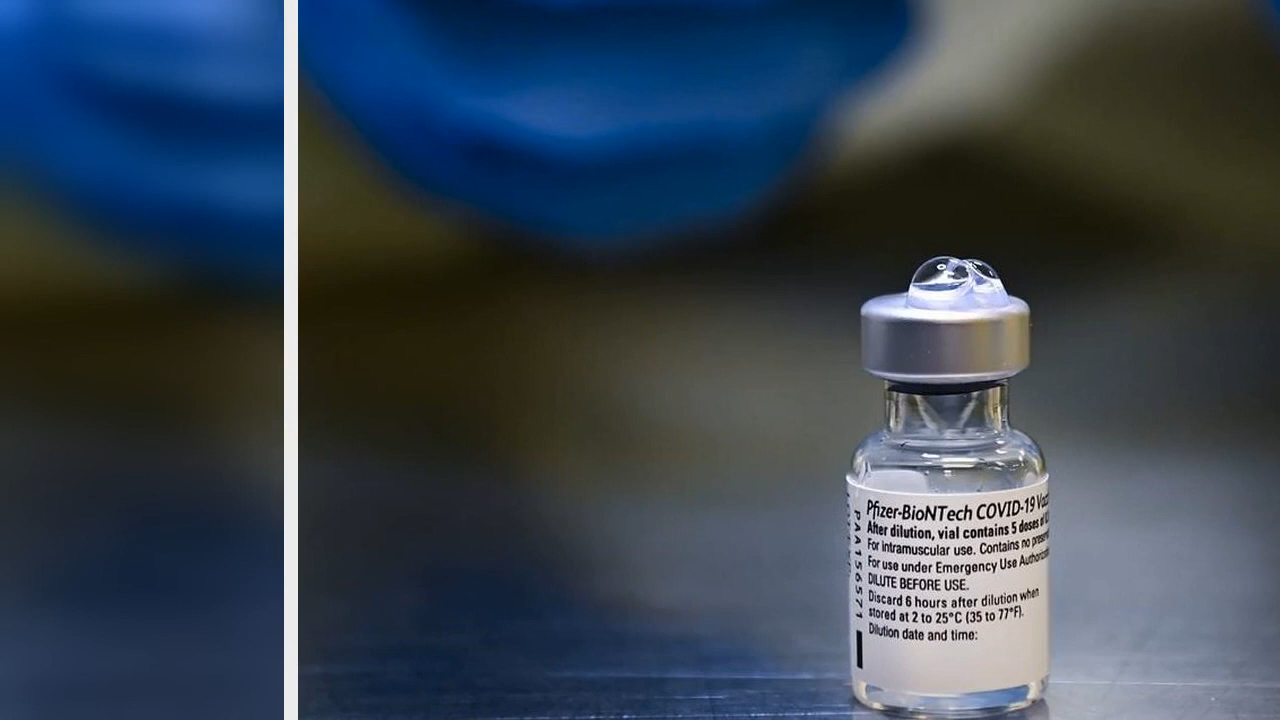 Pfizer-BioNTech COVID-19
After dilution, vial contains 5 doses of
For intramuscular use. Contains no
For use under Emergency Use
DILUTE BEFORE USE.
Discard 6 hours after dilution when
stored at 2 to 25°C (35 to 77°F).
Dilution date and time:
PAA156571